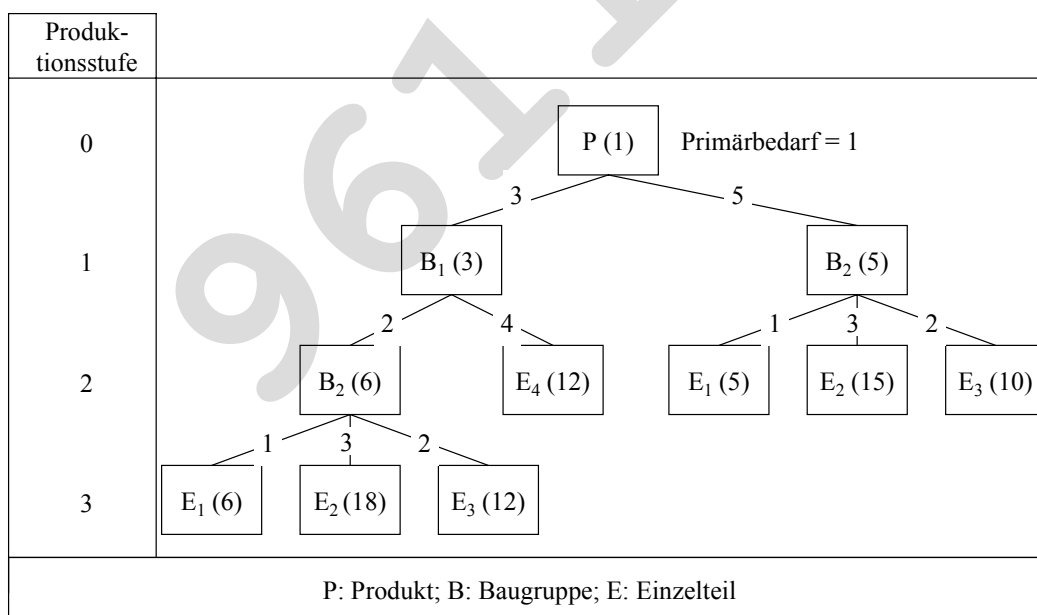 Produk-
tionsstufe
0
P (1) Primärbedarf = 1
3 5
1
B₁ (3) B₂ (5)
2 4 1 3 2
2
B₂ (6) E₄ (12) E₁ (5) E₂ (15) E₃ (10)
1 3 2
3
E₁ (6) E₂ (18) E₃ (12)
P: Produkt; B: Baugruppe; E: Einzelteil
961